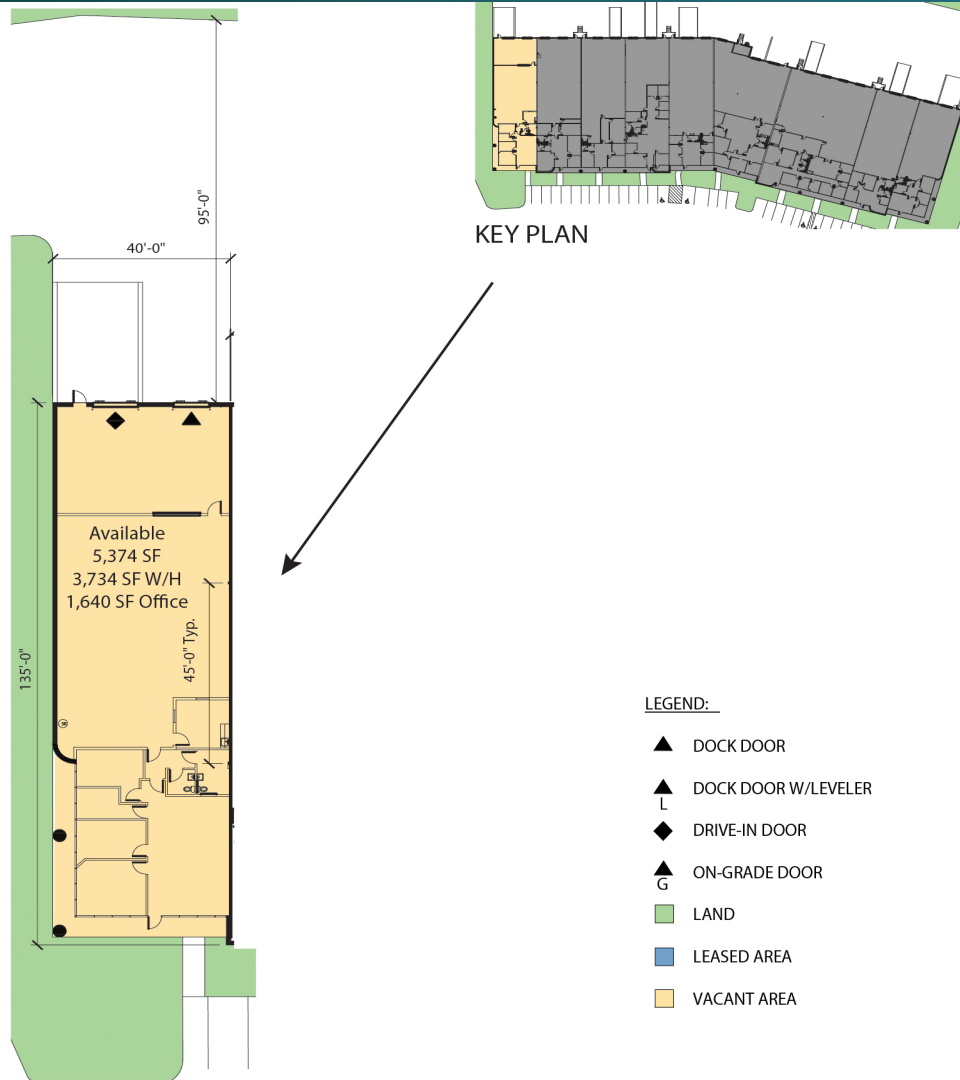 95'-0"
40'-0"
KEY PLAN
Available
5,374 SF
3,734 SF W/H
1,640 SF Office
45'-0" Typ.
135'-0"
LEGEND:
DOCK DOOR
DOCK DOOR W/LEVELER
L
DRIVE-IN DOOR
ON-GRADE DOOR
G
LAND
LEASED AREA
VACANT AREA